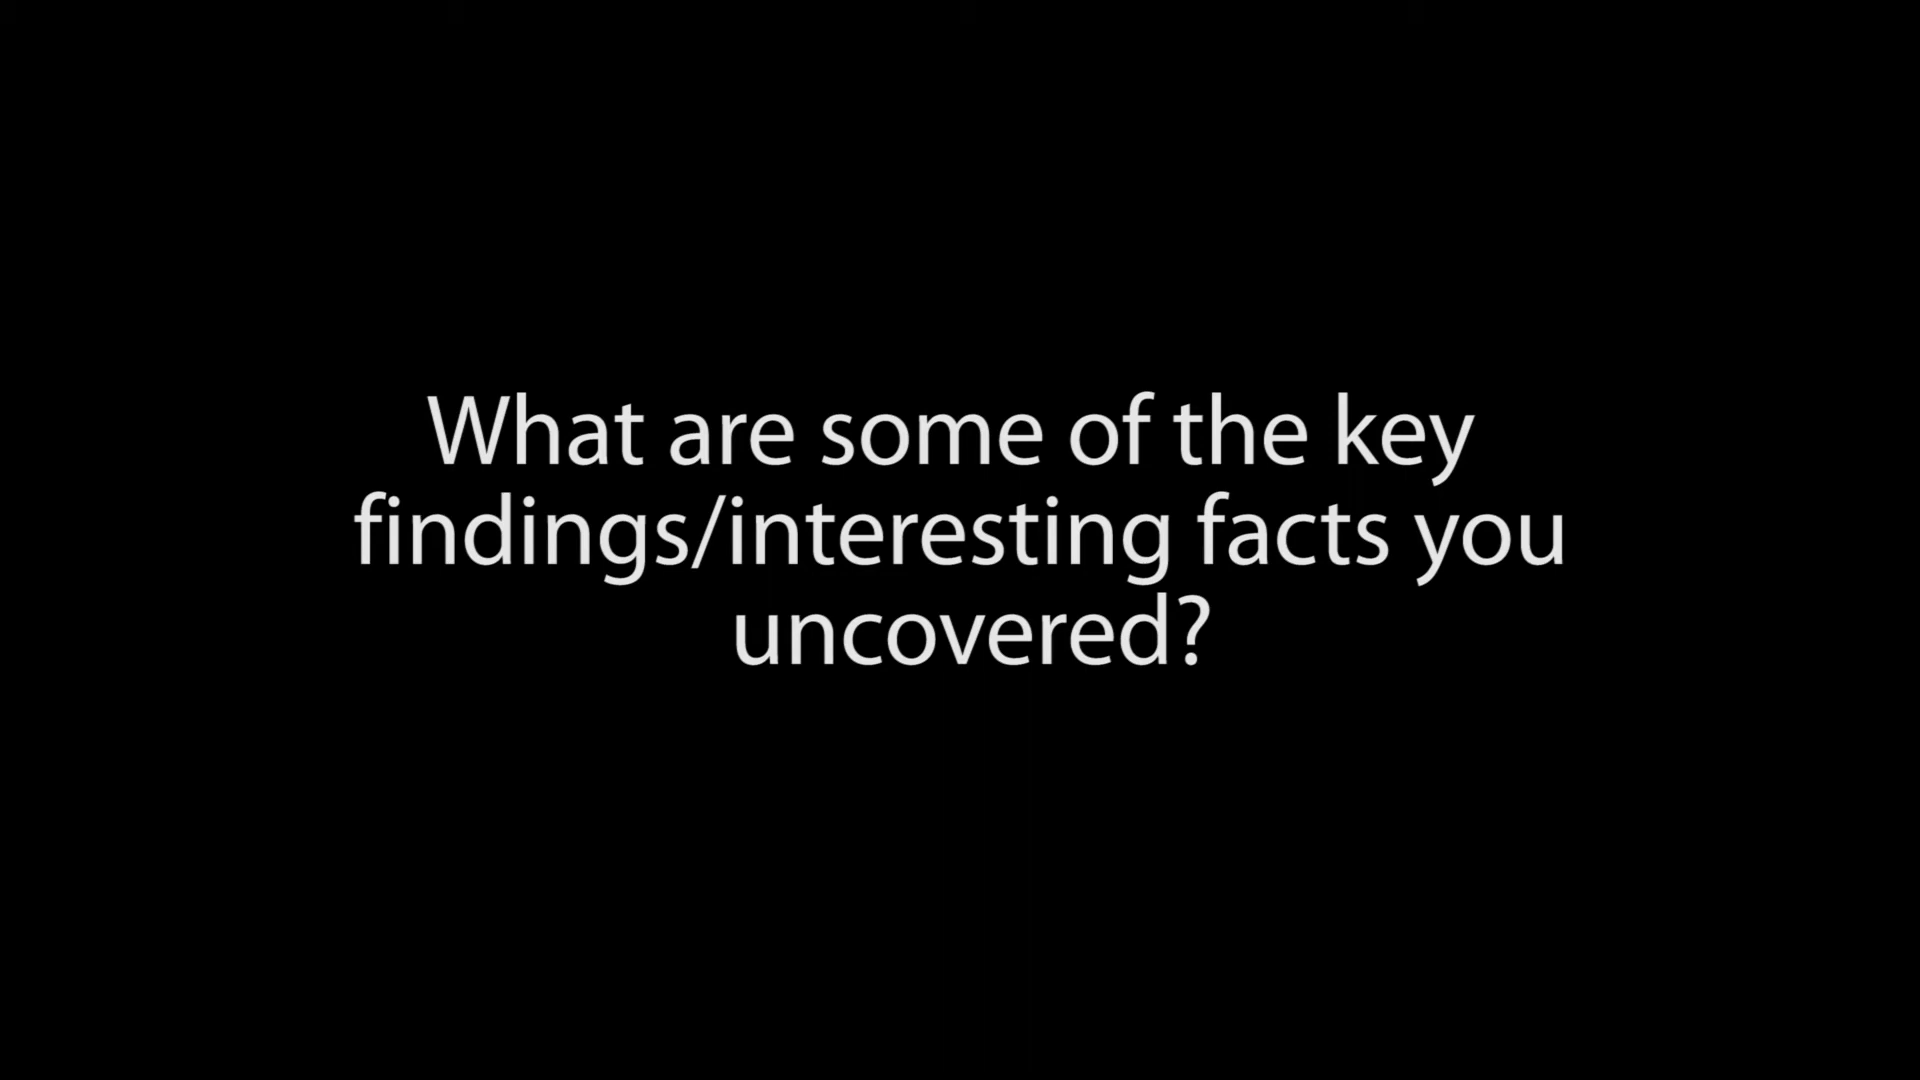 What are some of the key
findings/interesting facts you
uncovered?